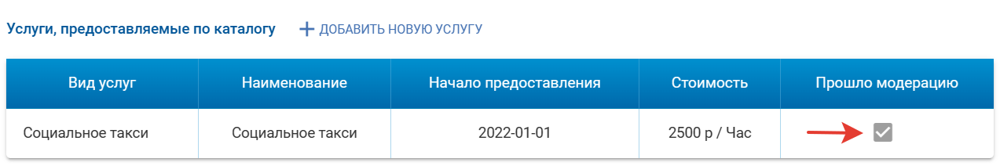 Услуги, предоставляемые по каталогу ДОБАВИТЬ НОВУЮ УСЛУГУ
Вид услуг Наименование Начало предоставления Стоимость Прошло модерацию
Социальное такси Социальное такси 2022-01-01 2500 р / Час